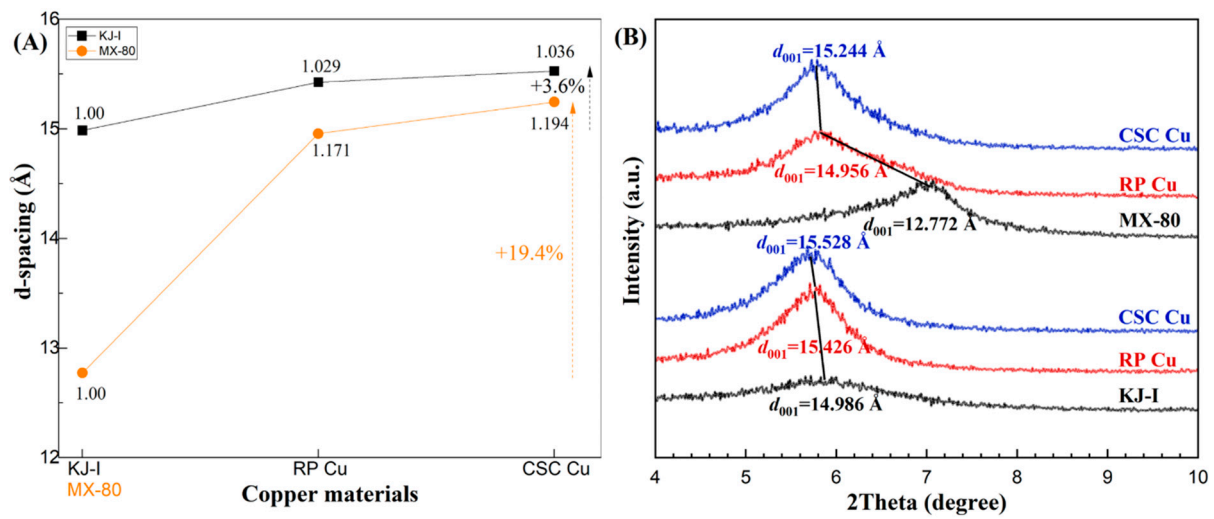 (A)
KJ-I
MX-80
16
15
14
13
12
d-spacing (Å)
1.00
1.029
1.036
+3.6%
1.194
1.171
+19.4%
1.00
KJ-I
MX-80
RP Cu
CSC Cu
Copper materials
(B)
d001=15.244 Å
CSC Cu
d001=14.956 Å
RP Cu
MX-80
d001=12.772 Å
d001=15.528 Å
CSC Cu
d001=15.426 Å
RP Cu
KJ-I
d001=14.986 Å
Intensity (a.u.)
4 5 6 7 8 9 10
2Theta (degree)